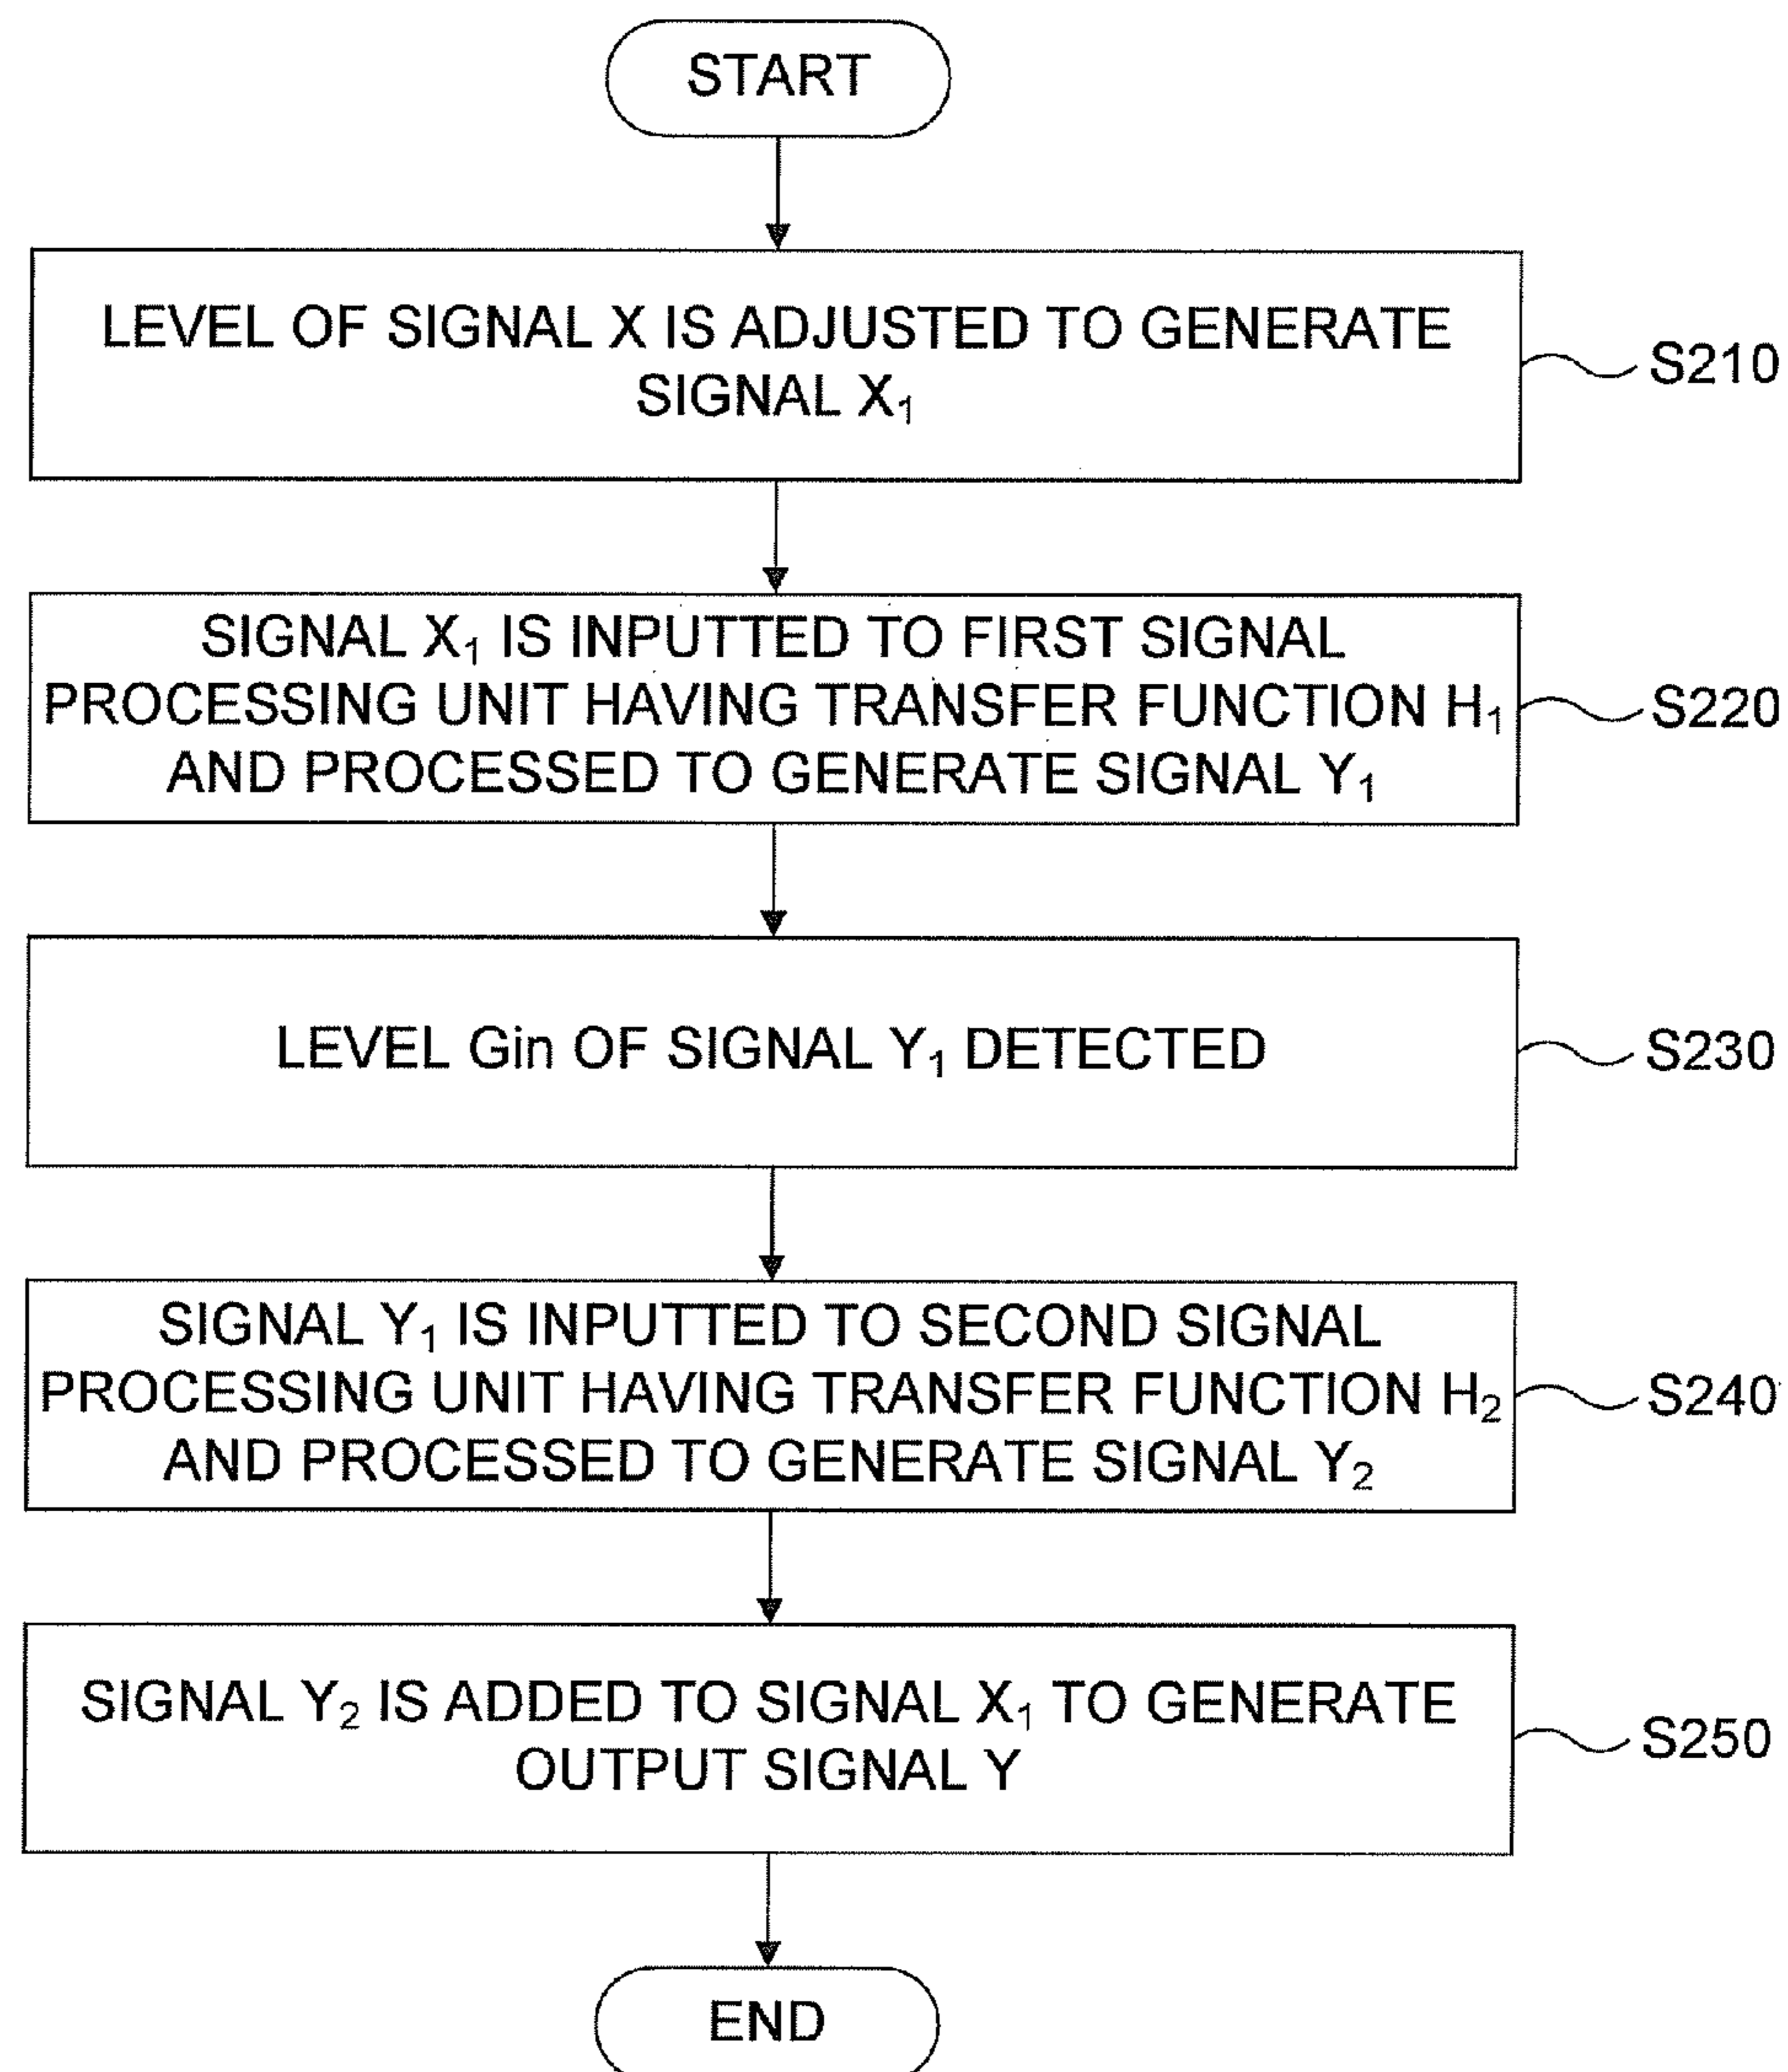 START
LEVEL OF SIGNAL X IS ADJUSTED TO GENERATE
SIGNAL X₁
S210
SIGNAL X₁ IS INPUTTED TO FIRST SIGNAL
PROCESSING UNIT HAVING TRANSFER FUNCTION H₁
AND PROCESSED TO GENERATE SIGNAL Y₁
S220
LEVEL Gin OF SIGNAL Y₁ DETECTED
S230
SIGNAL Y₁ IS INPUTTED TO SECOND SIGNAL
PROCESSING UNIT HAVING TRANSFER FUNCTION H₂
AND PROCESSED TO GENERATE SIGNAL Y₂
S240
SIGNAL Y₂ IS ADDED TO SIGNAL X₁ TO GENERATE
OUTPUT SIGNAL Y
S250
END